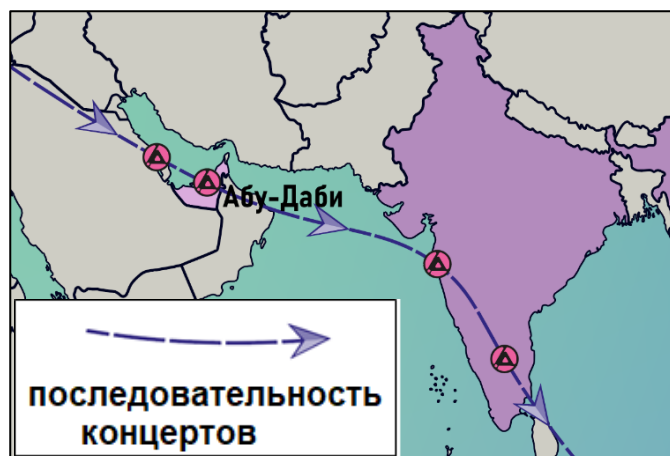 Абу-Даби
последовательность
концертов